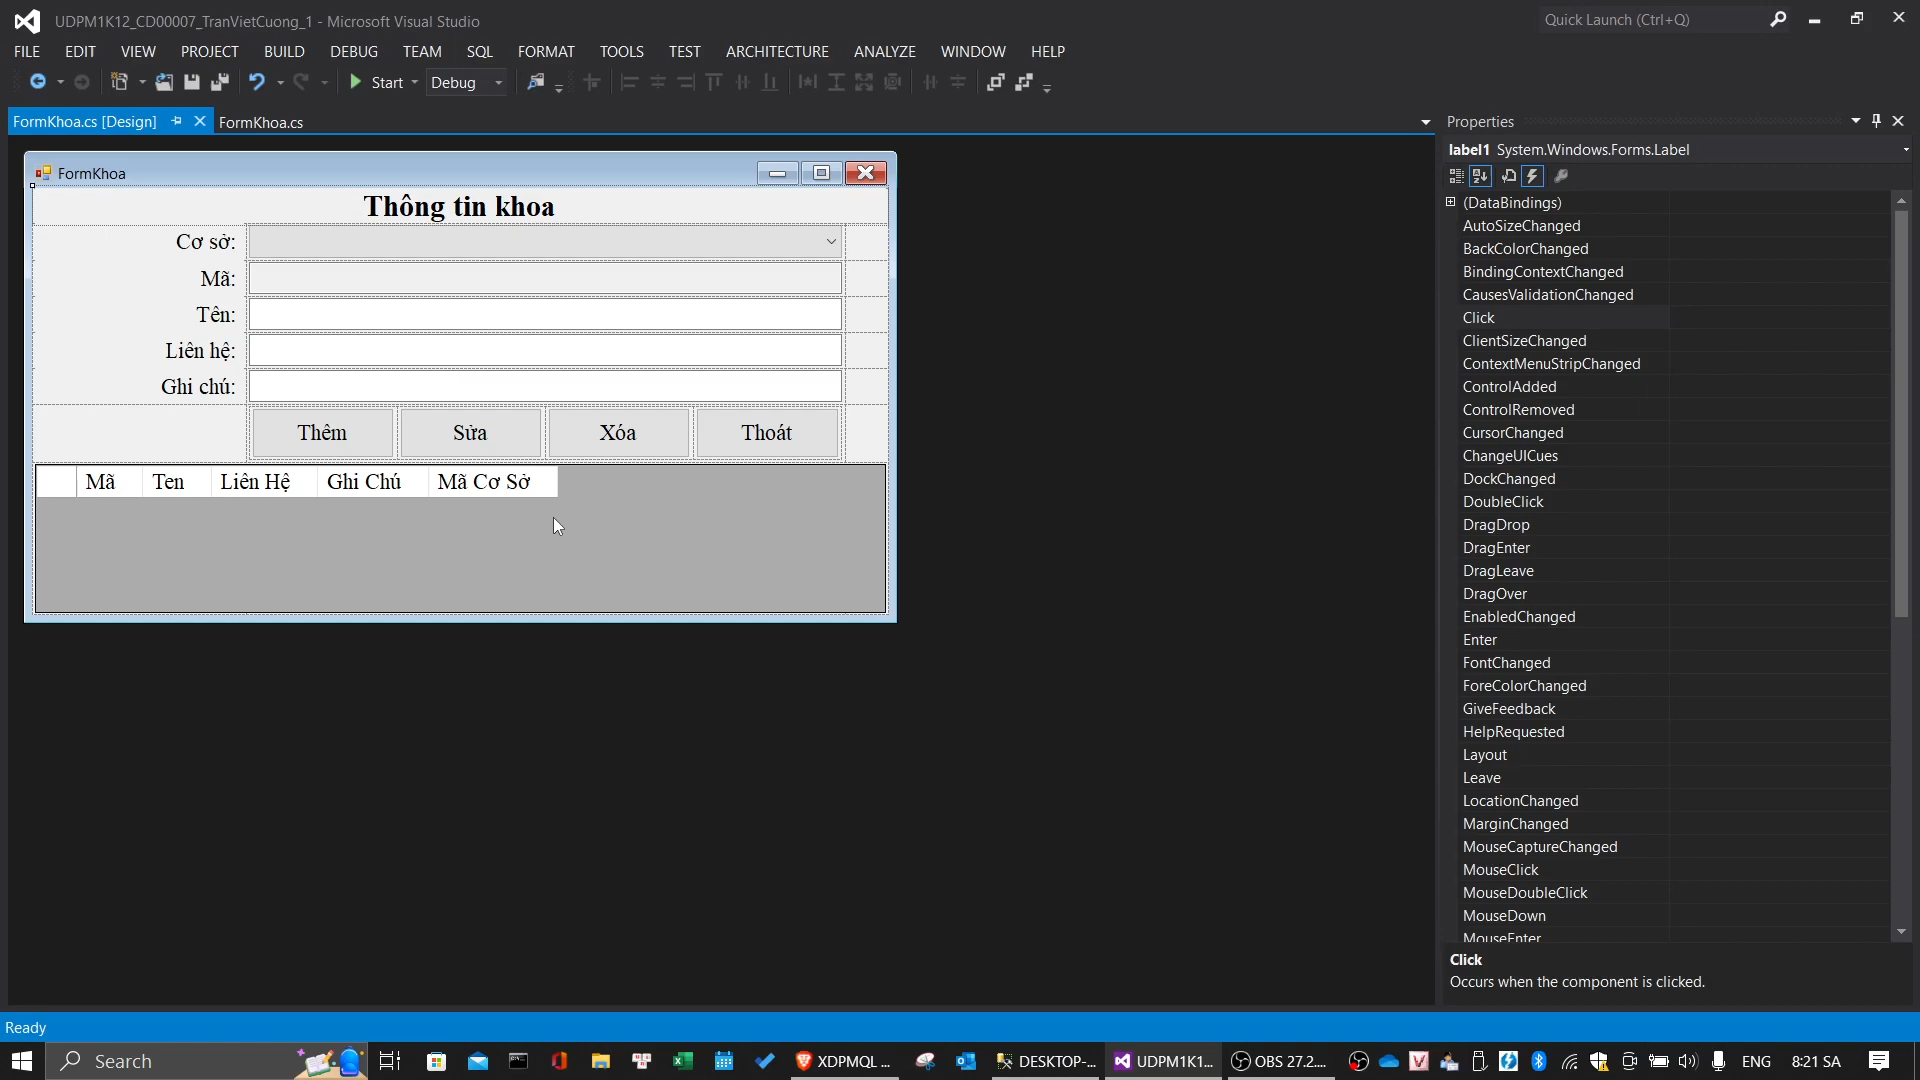 UDPM1K12_CD00007_TranVietCuong_1 - Microsoft Visual Studio
Quick Launch (Ctrl+Q)
FILE EDIT VIEW PROJECT BUILD DEBUG TEAM SQL FORMAT TOOLS TEST ARCHITECTURE ANALYZE WINDOW HELP
Start Debug
FormKhoa.cs [Design] FormKhoa.cs
FormKhoa
Thông tin khoa
Cơ sở:
Mã:
Tên:
Liên hệ:
Ghi chú:
Thêm Sửa Xóa Thoát
Mã Ten Liên Hệ Ghi Chú Mã Cơ Sở
Properties
label1 System.Windows.Forms.Label
(DataBindings)
AutoSizeChanged
BackColorChanged
BindingContextChanged
CausesValidationChanged
Click
ClientSizeChanged
ContextMenuStripChanged
ControlAdded
ControlRemoved
CursorChanged
ChangeUICues
DockChanged
DoubleClick
DragDrop
DragEnter
DragLeave
DragOver
EnabledChanged
Enter
FontChanged
ForeColorChanged
GiveFeedback
HelpRequested
Layout
Leave
LocationChanged
MarginChanged
MouseCaptureChanged
MouseClick
MouseDoubleClick
MouseDown
MouseEnter
Click
Occurs when the component is clicked.
Ready
Search
XDPMQL ...
DESKTOP-...
UDPM1K1...
OBS 27.2....
ENG
8:21 SA